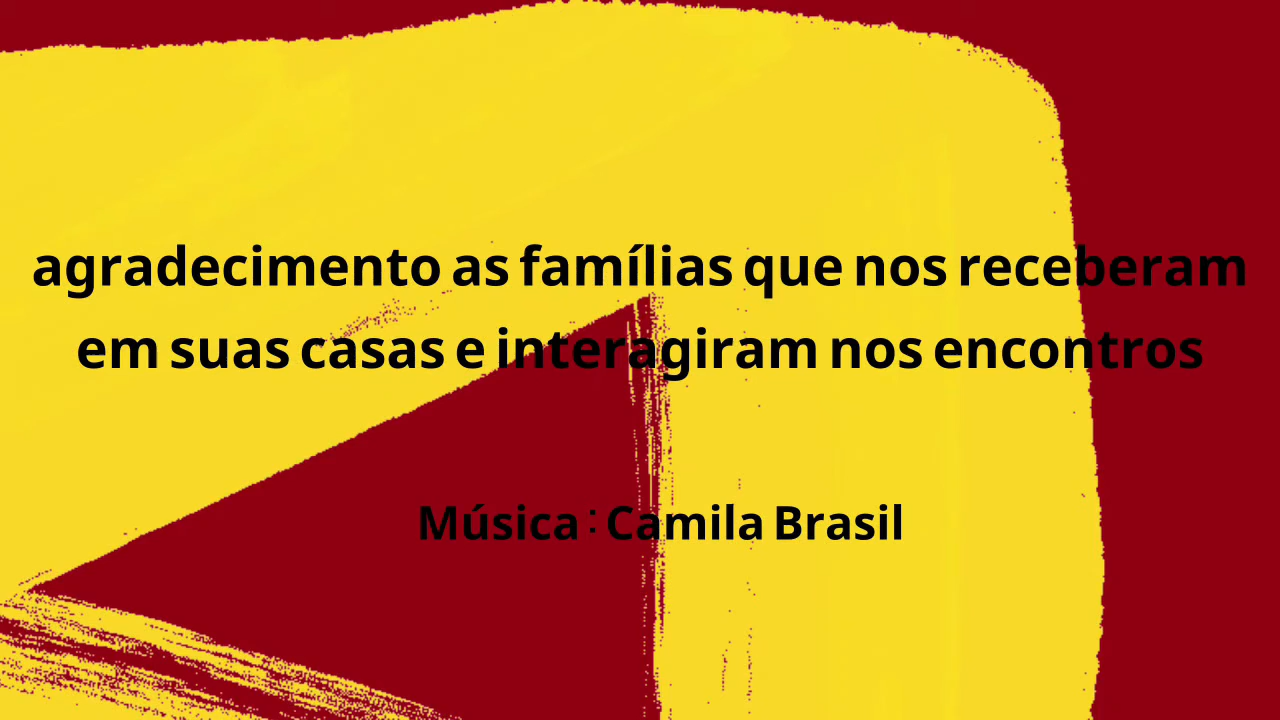 agradecimento as famílias que nos receberam
em suas casas e interagiram nos encontros
Música : Camila Brasil